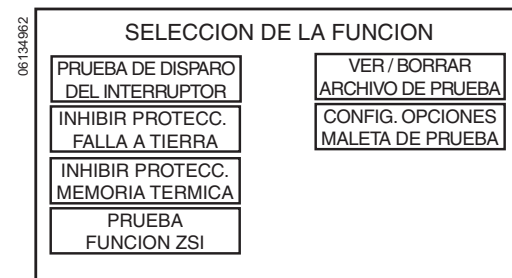 06134962
SELECCION DE LA FUNCION
PRUEBA DE DISPARO
DEL INTERRUPTOR
INHIBIR PROTECC.
FALLA A TIERRA
INHIBIR PROTECC.
MEMORIA TERMICA
PRUEBA
FUNCION ZSI
VER / BORRAR
ARCHIVO DE PRUEBA
CONFIG. OPCIONES
MALETA DE PRUEBA